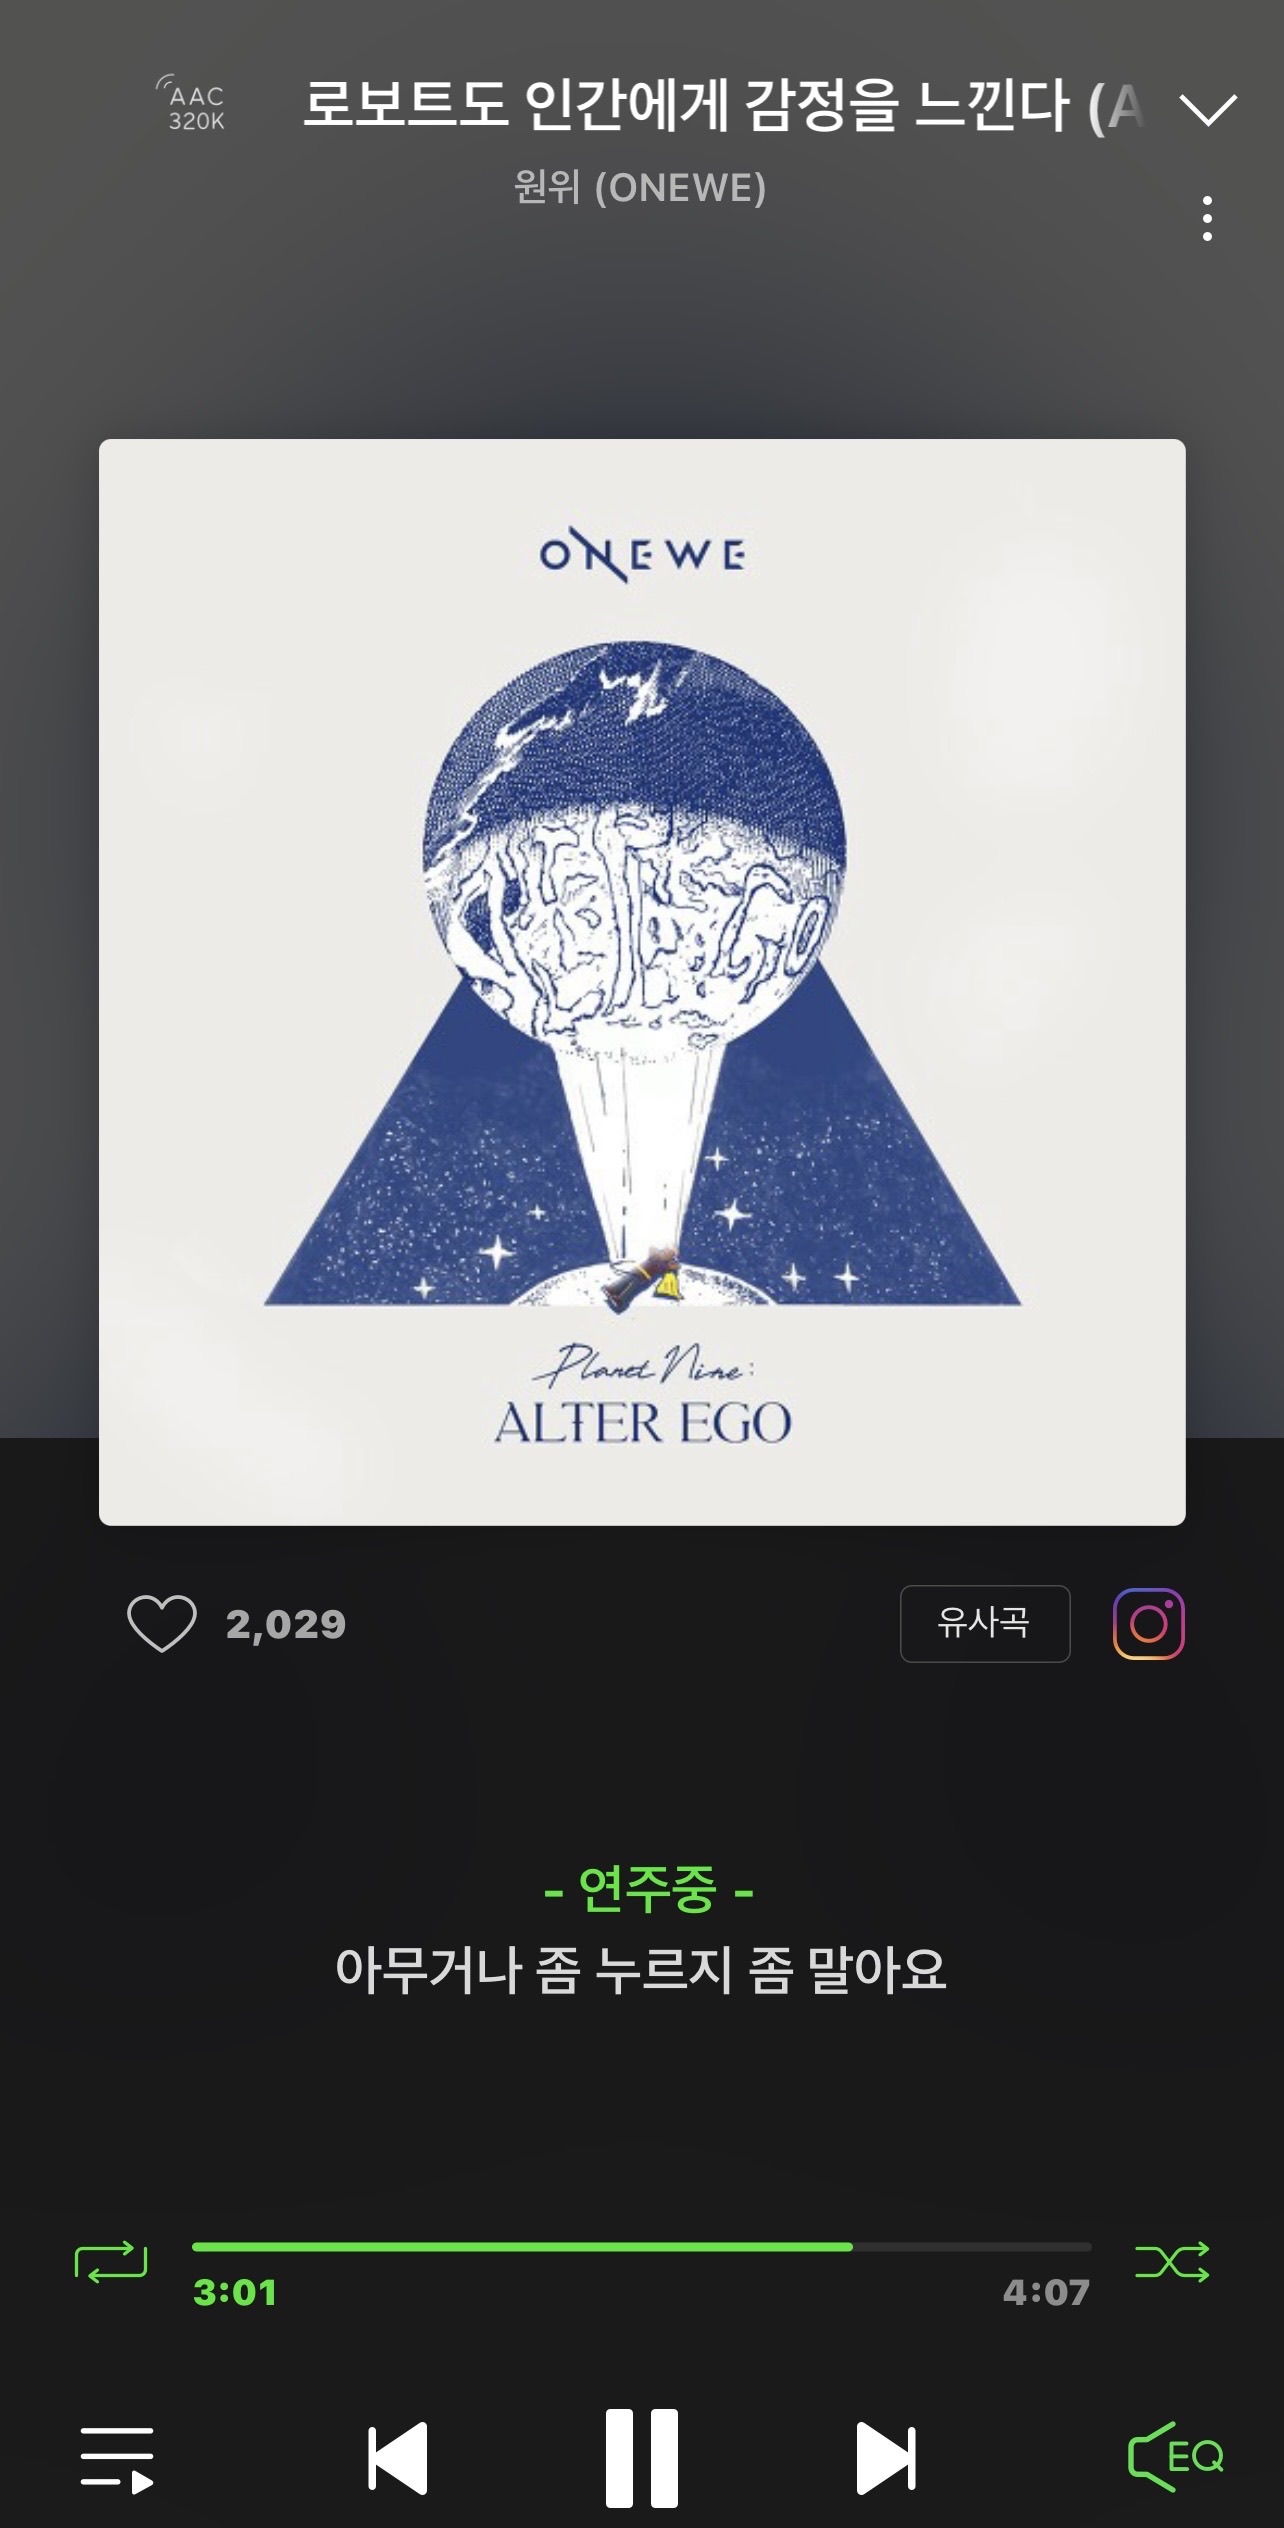 AAC
320K
로보트도 인간에게 감정을 느낀다 (A
원위 (ONEWE)
ONEWE
Planet Nine:
ALTER EGO
2,029
유사곡
- 연주중 -
아무거나 좀 누르지 좀 말아요
3:01
4:07
EQ